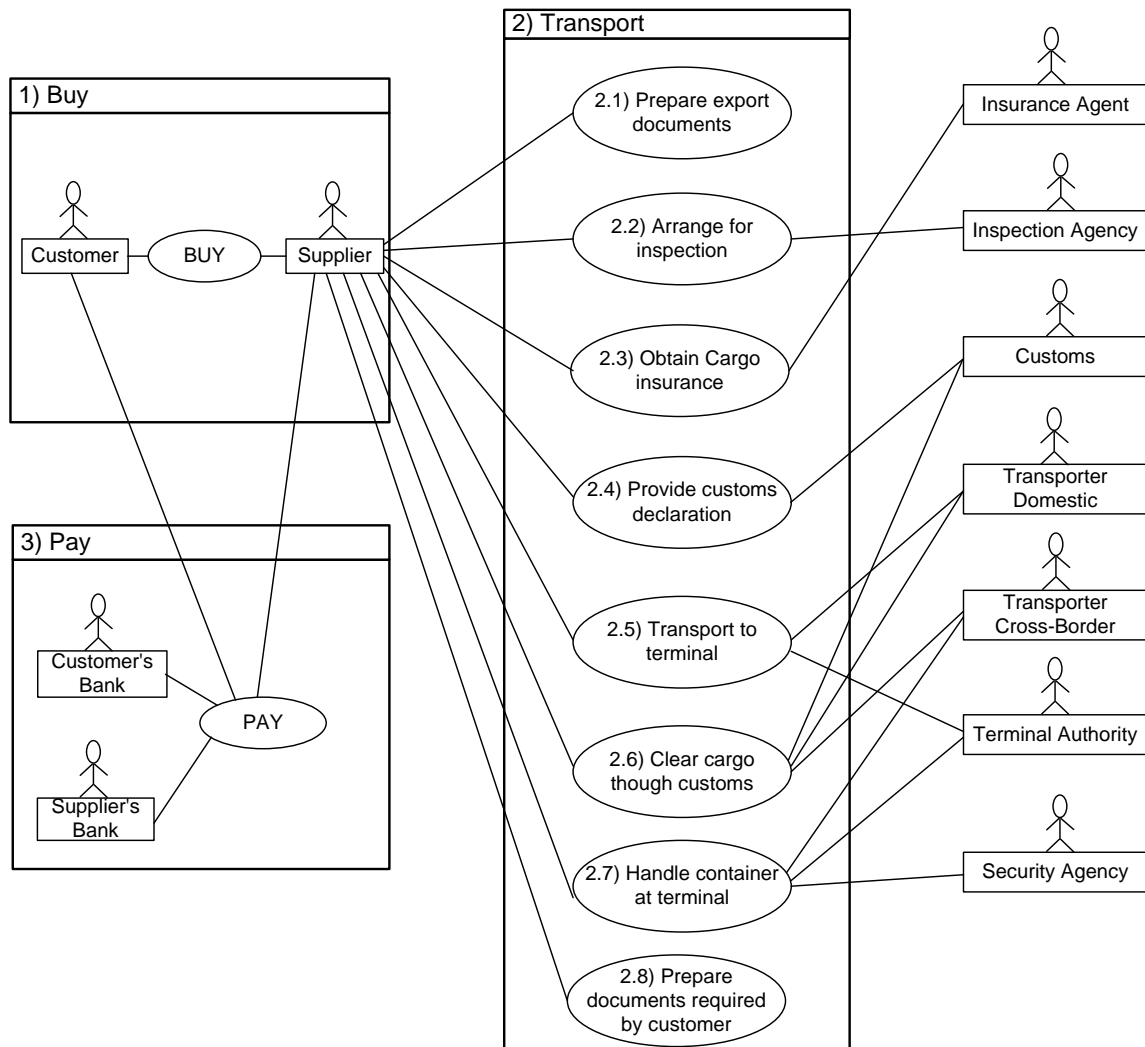 1) Buy
Customer
BUY
Supplier
2) Transport
2.1) Prepare export
documents
2.2) Arrange for
inspection
2.3) Obtain Cargo
insurance
2.4) Provide customs
declaration
2.5) Transport to
terminal
2.6) Clear cargo
though customs
2.7) Handle container
at terminal
2.8) Prepare
documents required
by customer
Insurance Agent
Inspection Agency
Customs
Transporter
Domestic
Transporter
Cross-Border
Terminal Authority
Security Agency
3) Pay
Customer's
Bank
PAY
Supplier's
Bank